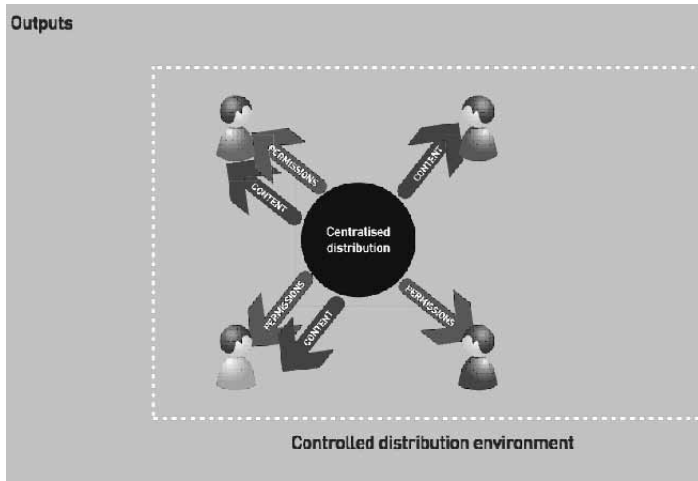 Outputs
PERMISSIONS
CONTENT
CONTENT
Centralised
distribution
PERMISSIONS
CONTENT
PERMISSIONS
Controlled distribution environment